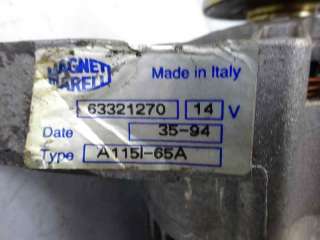 MAGNETI
MARELLI
Made in Italy
63321270 14 V
Date 35-94
Type A115I-65A